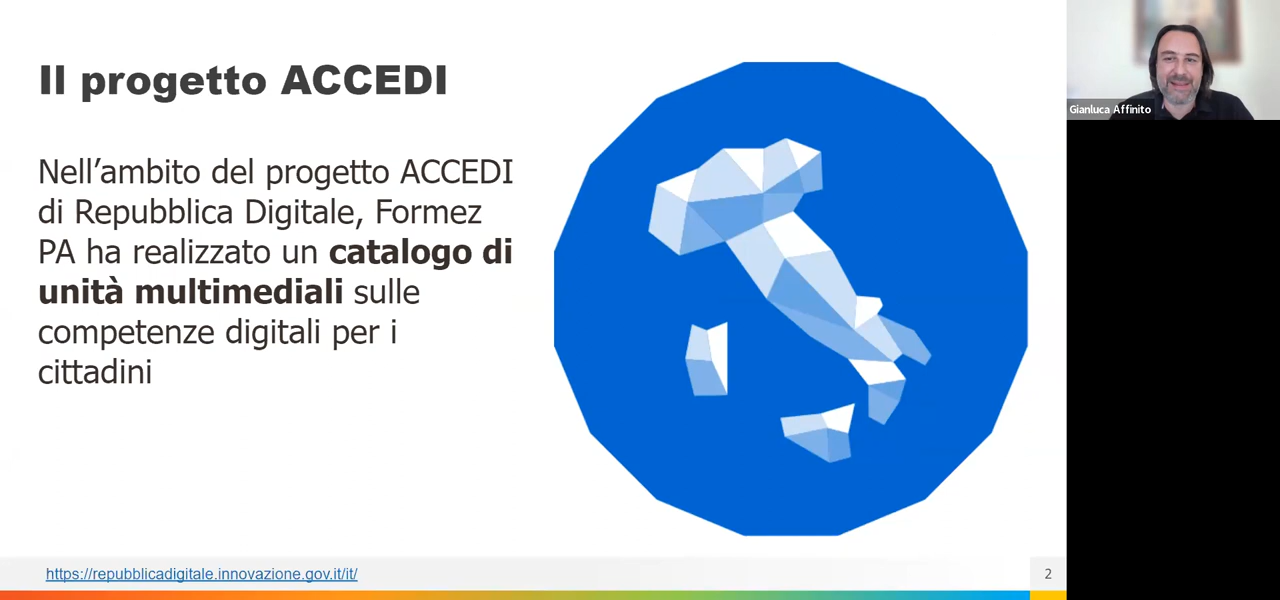 Il progetto ACCEDI
Nell'ambito del progetto ACCEDI
di Repubblica Digitale, Formez
PA ha realizzato un catalogo di
unità multimediali sulle
competenze digitali per i
cittadini
https://repubblicadigitale.innovazione.gov.it/it/
2
Gianluca Affinito